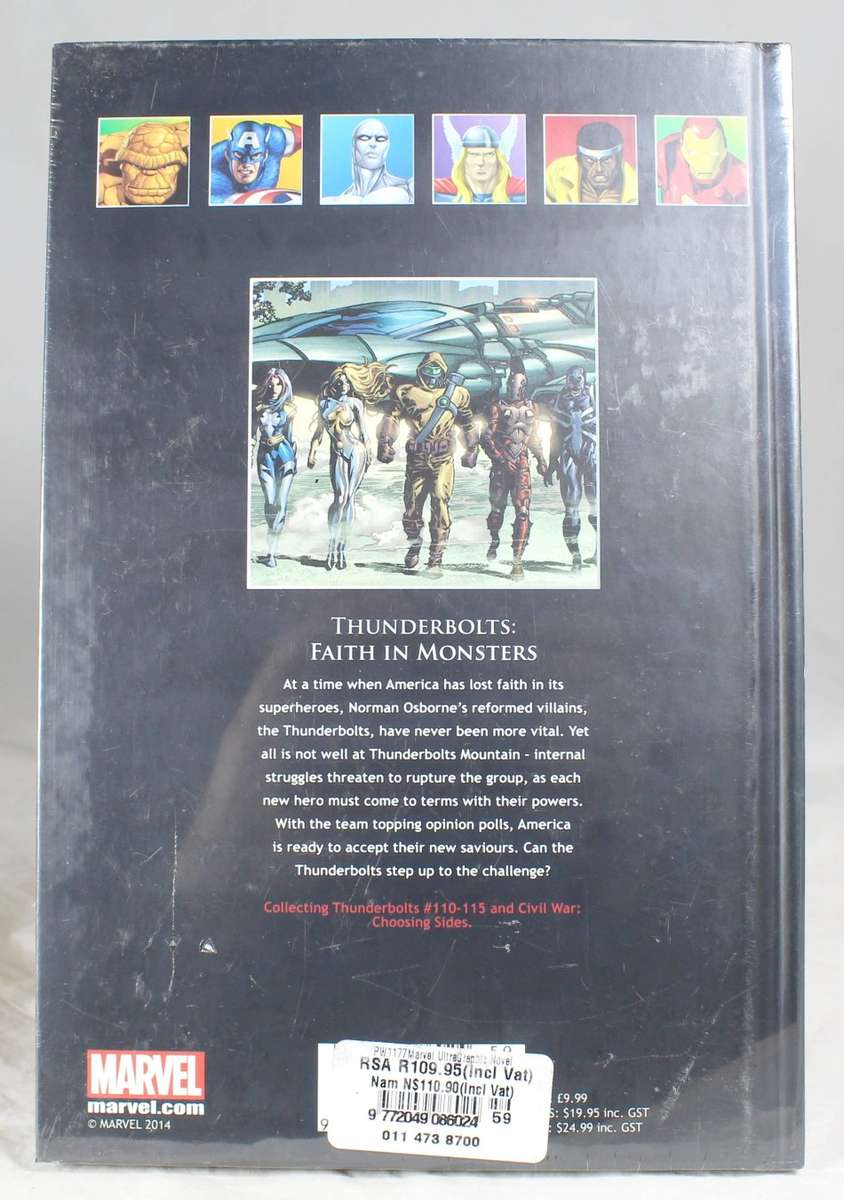 THUNDERBOLTS:
FAITH IN MONSTERS
At a time when America has lost faith in its
superheroes, Norman Osborne's reformed villains,
the Thunderbolts, have never been more vital. Yet
all is not well at Thunderbolts Mountain – internal
struggles threaten to rupture the group, as each
new hero must come to terms with their powers.
With the team topping opinion polls, America
is ready to accept their new saviours. Can the
Thunderbolts step up to the challenge?
Collecting Thunderbolts #110-115 and Civil War:
Choosing Sides.
MARVEL
marvel.com
© MARVEL 2014
PW1177Marvel UltraGraphic Novel
RSA R109.95(Incl Vat)
Nam N$110.90(Incl Vat)
9 772049 086024 59
011 473 8700
£9.99
S: $19.95 inc. GST
: $24.99 inc. GST